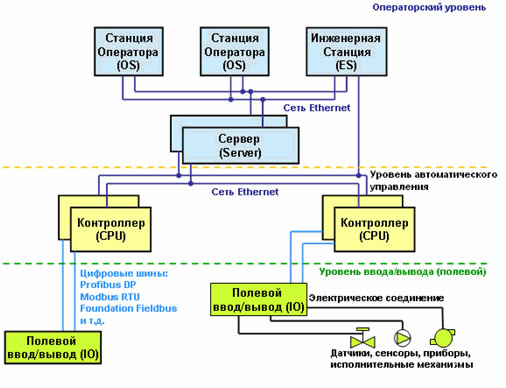 Операторский уровень
Станция
Оператора
(OS)
Станция
Оператора
(OS)
Инженерная
Станция
(ES)
Сеть Ethernet
Сервер
(Server)
Уровень автоматического
управления
Сеть Ethernet
Контроллер
(CPU)
Контроллер
(CPU)
Уровень ввода/вывода (полевой)
Цифровые шины:
Profibus DP
Modbus RTU
Foundation Fieldbus
и т.д.
Полевой
ввод/вывод (IO)
Электрическое соединение
Полевой
ввод/вывод (IO)
Датчики, сенсоры, приборы,
исполнительные механизмы